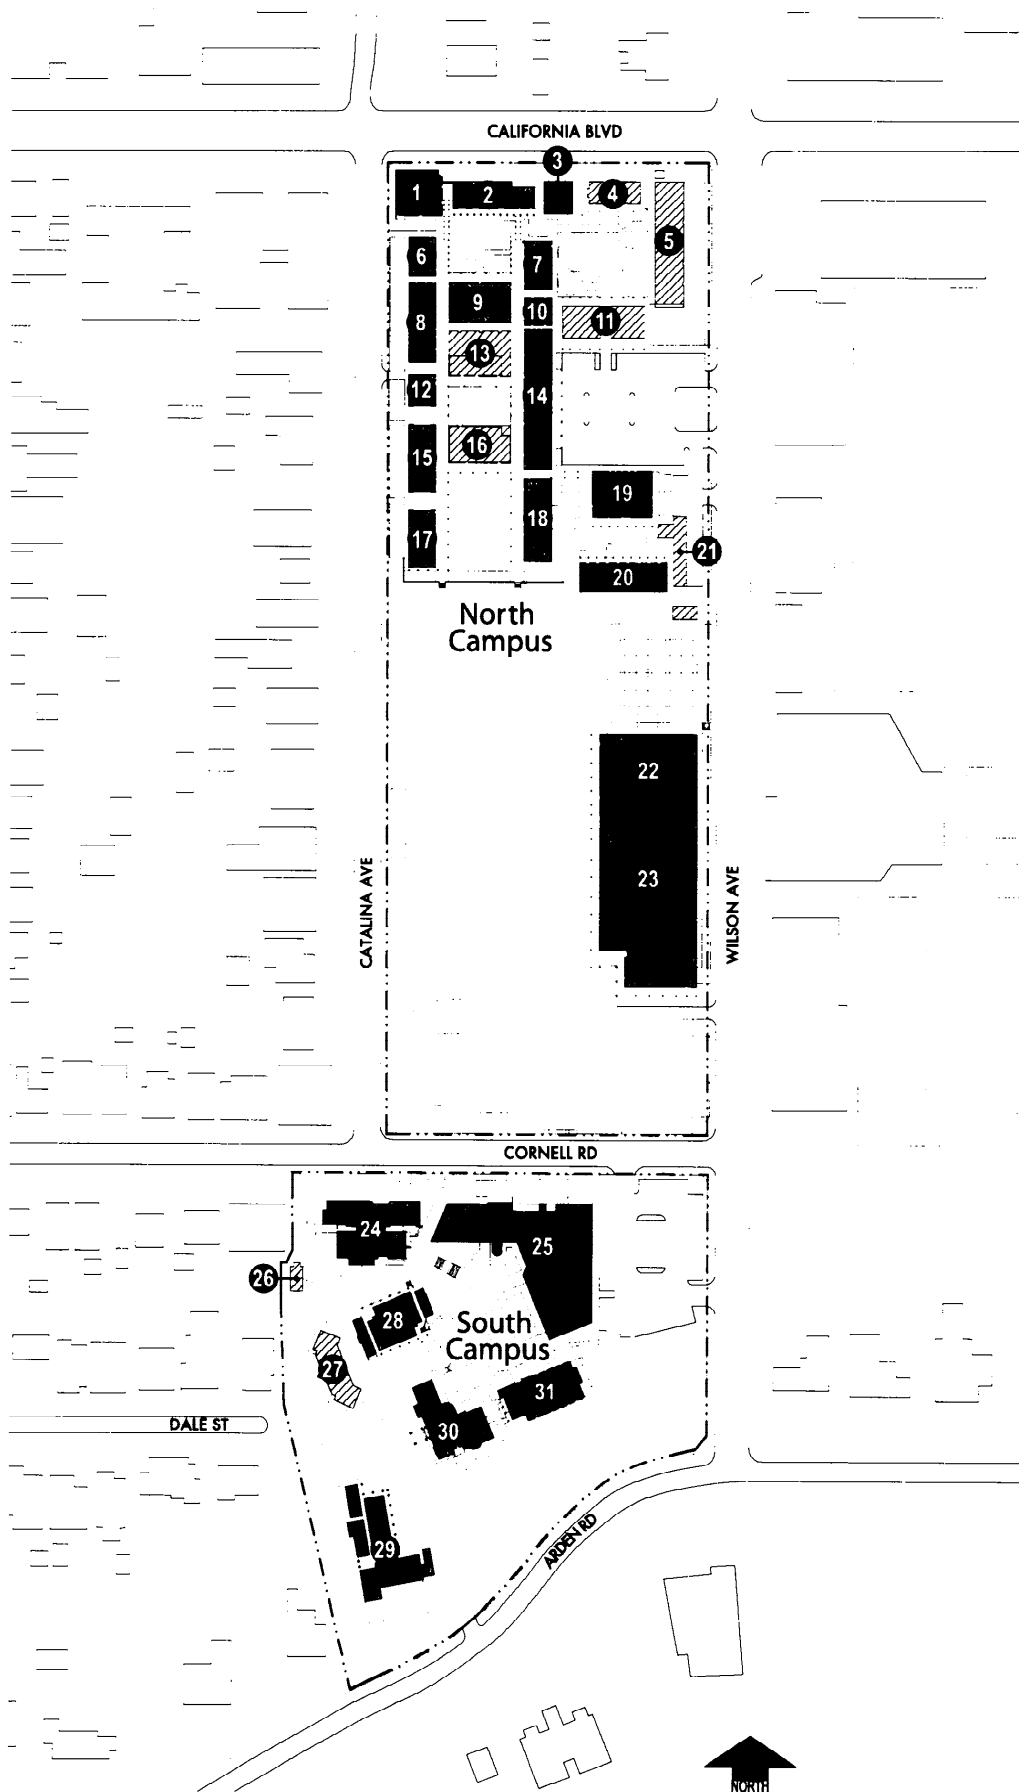 CALIFORNIA BLVD
3
1
2
4
5
6
7
9
8
10
11
13
12
14
16
15
19
18
17
21
20
North
Campus
22
23
CATALINA AVE
WILSON AVE
CORNELL RD
24
25
26
28
South
Campus
27
31
DALE ST
30
29
ARDEN RD
NORTH